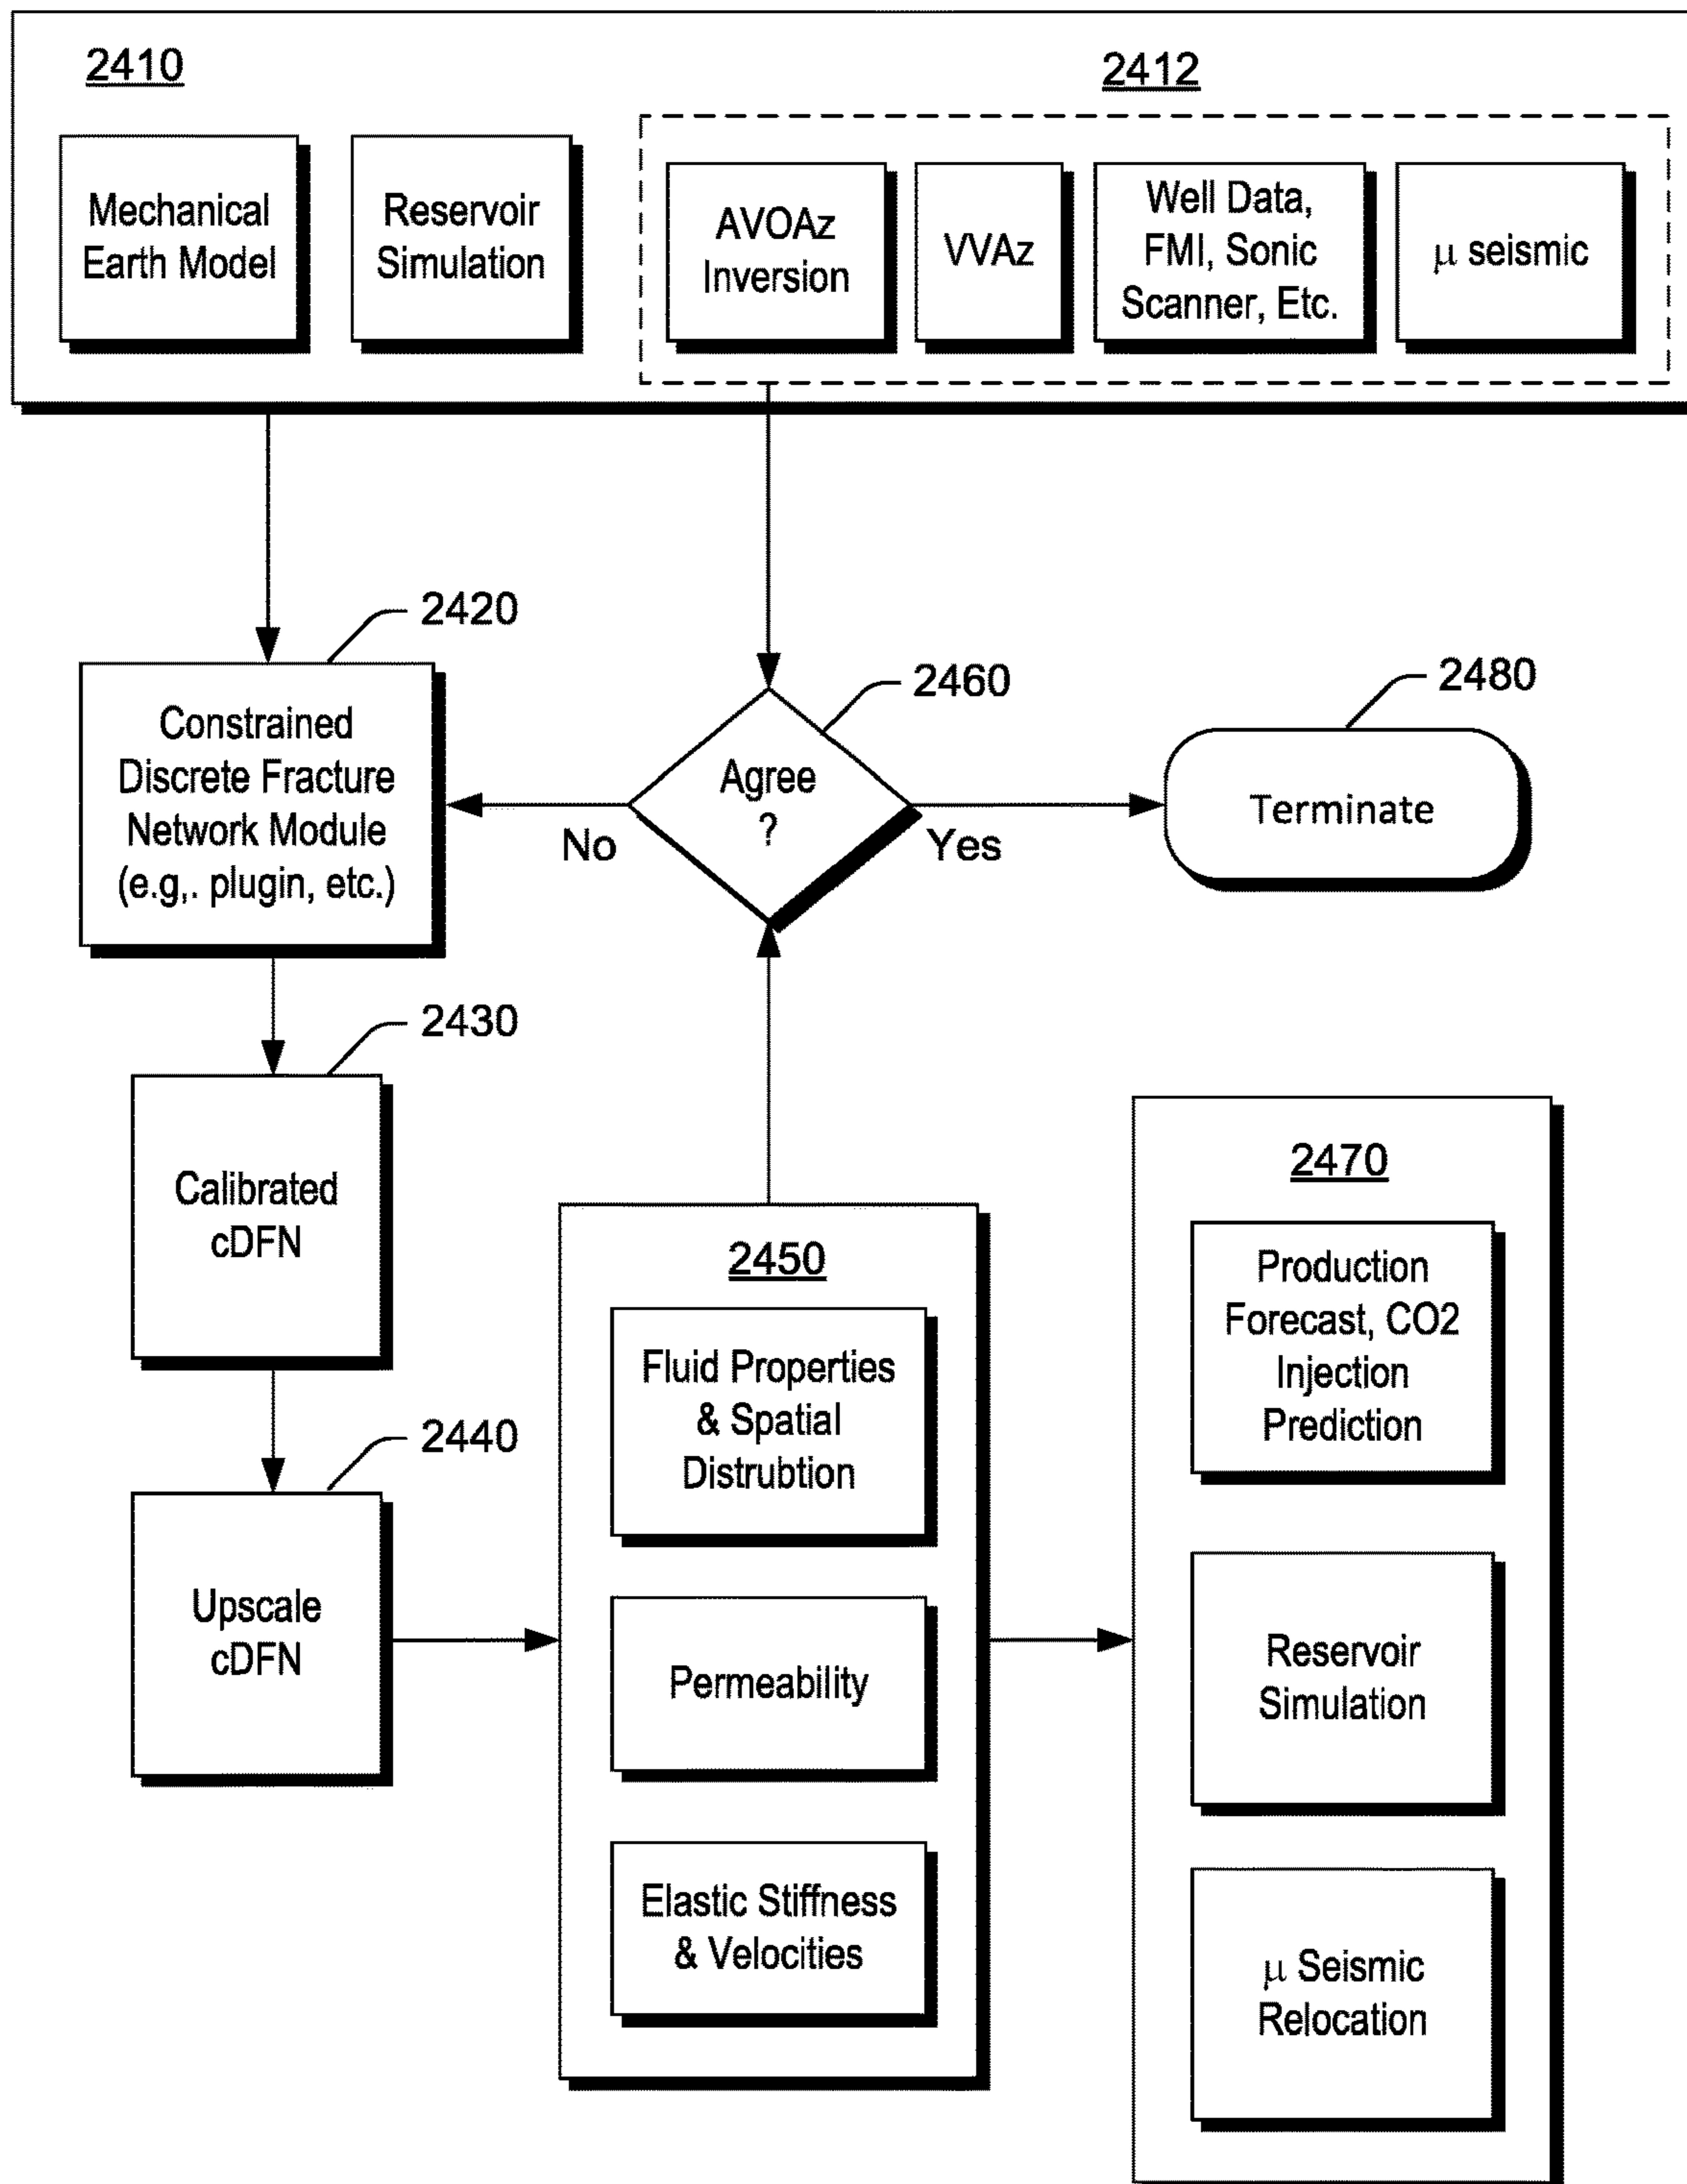 2410
2412
Mechanical
Earth Model
Reservoir
Simulation
AVOAz
Inversion
VVAz
Well Data,
FMI, Sonic
Scanner, Etc.
μ seismic
2420
Constrained
Discrete Fracture
Network Module
(e.g,. plugin, etc.)
2460
Agree
?
No
Yes
2480
Terminate
2430
Calibrated
cDFN
2440
Upscale
cDFN
2450
Fluid Properties
& Spatial
Distrubtion
Permeability
Elastic Stiffness
& Velocities
2470
Production
Forecast, CO2
Injection
Prediction
Reservoir
Simulation
μ Seismic
Relocation